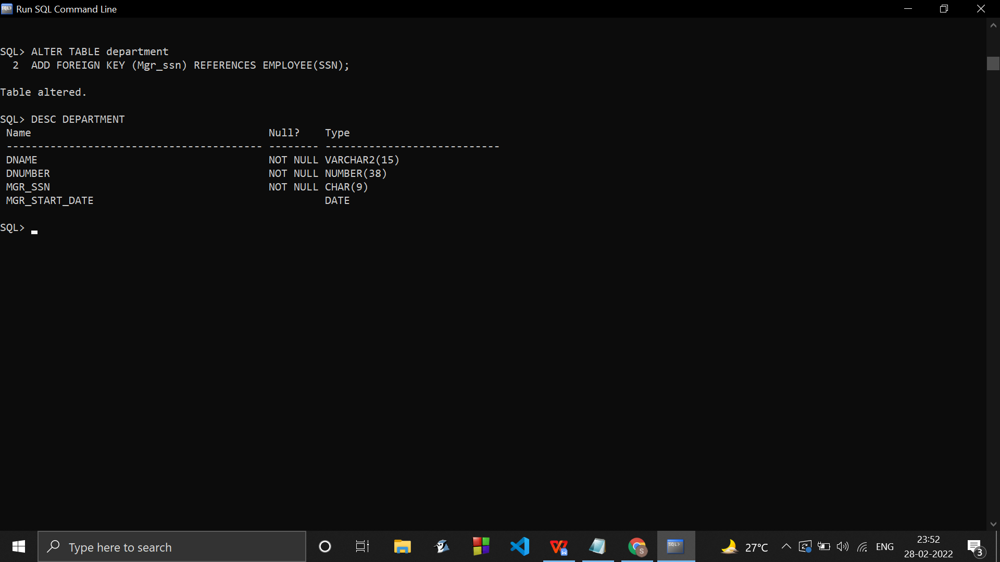 Run SQL Command Line
SQL> ALTER TABLE department
  2  ADD FOREIGN KEY (Mgr_ssn) REFERENCES EMPLOYEE(SSN);
Table altered.
SQL> DESC DEPARTMENT
 Name                                      Null?    Type
 ----------------------------------------- -------- ----------------------------
 DNAME                                     NOT NULL VARCHAR2(15)
 DNUMBER                                   NOT NULL NUMBER(38)
 MGR_SSN                                   NOT NULL CHAR(9)
 MGR_START_DATE                                     DATE
SQL>
Type here to search
27°C
ENG
23:52
28-02-2022
3